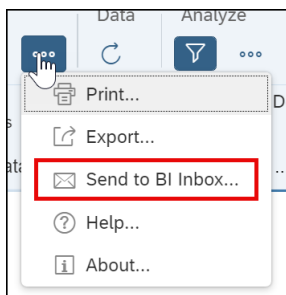 Data Analyze
Print...
D
s
Export...
Send to BI Inbox...
...
Help...
About...